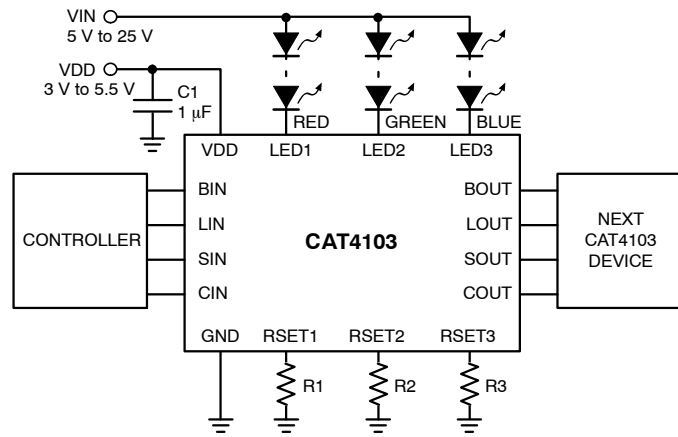 VIN
5 V to 25 V
VDD
3 V to 5.5 V
C1
1 μF
RED
GREEN
BLUE
VDD
LED1
LED2
LED3
CONTROLLER
BIN
LIN
SIN
CIN
CAT4103
BOUT
LOUT
SOUT
COUT
NEXT
CAT4103
DEVICE
GND
RSET1
RSET2
RSET3
R1
R2
R3